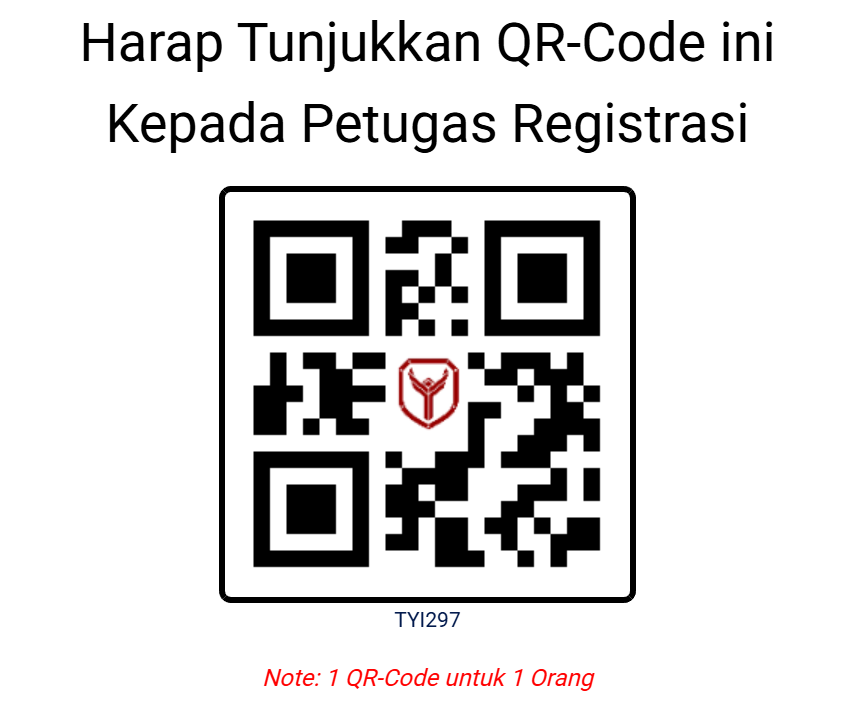 Harap Tunjukkan QR-Code ini
Kepada Petugas Registrasi
TYI297
Note: 1 QR-Code untuk 1 Orang